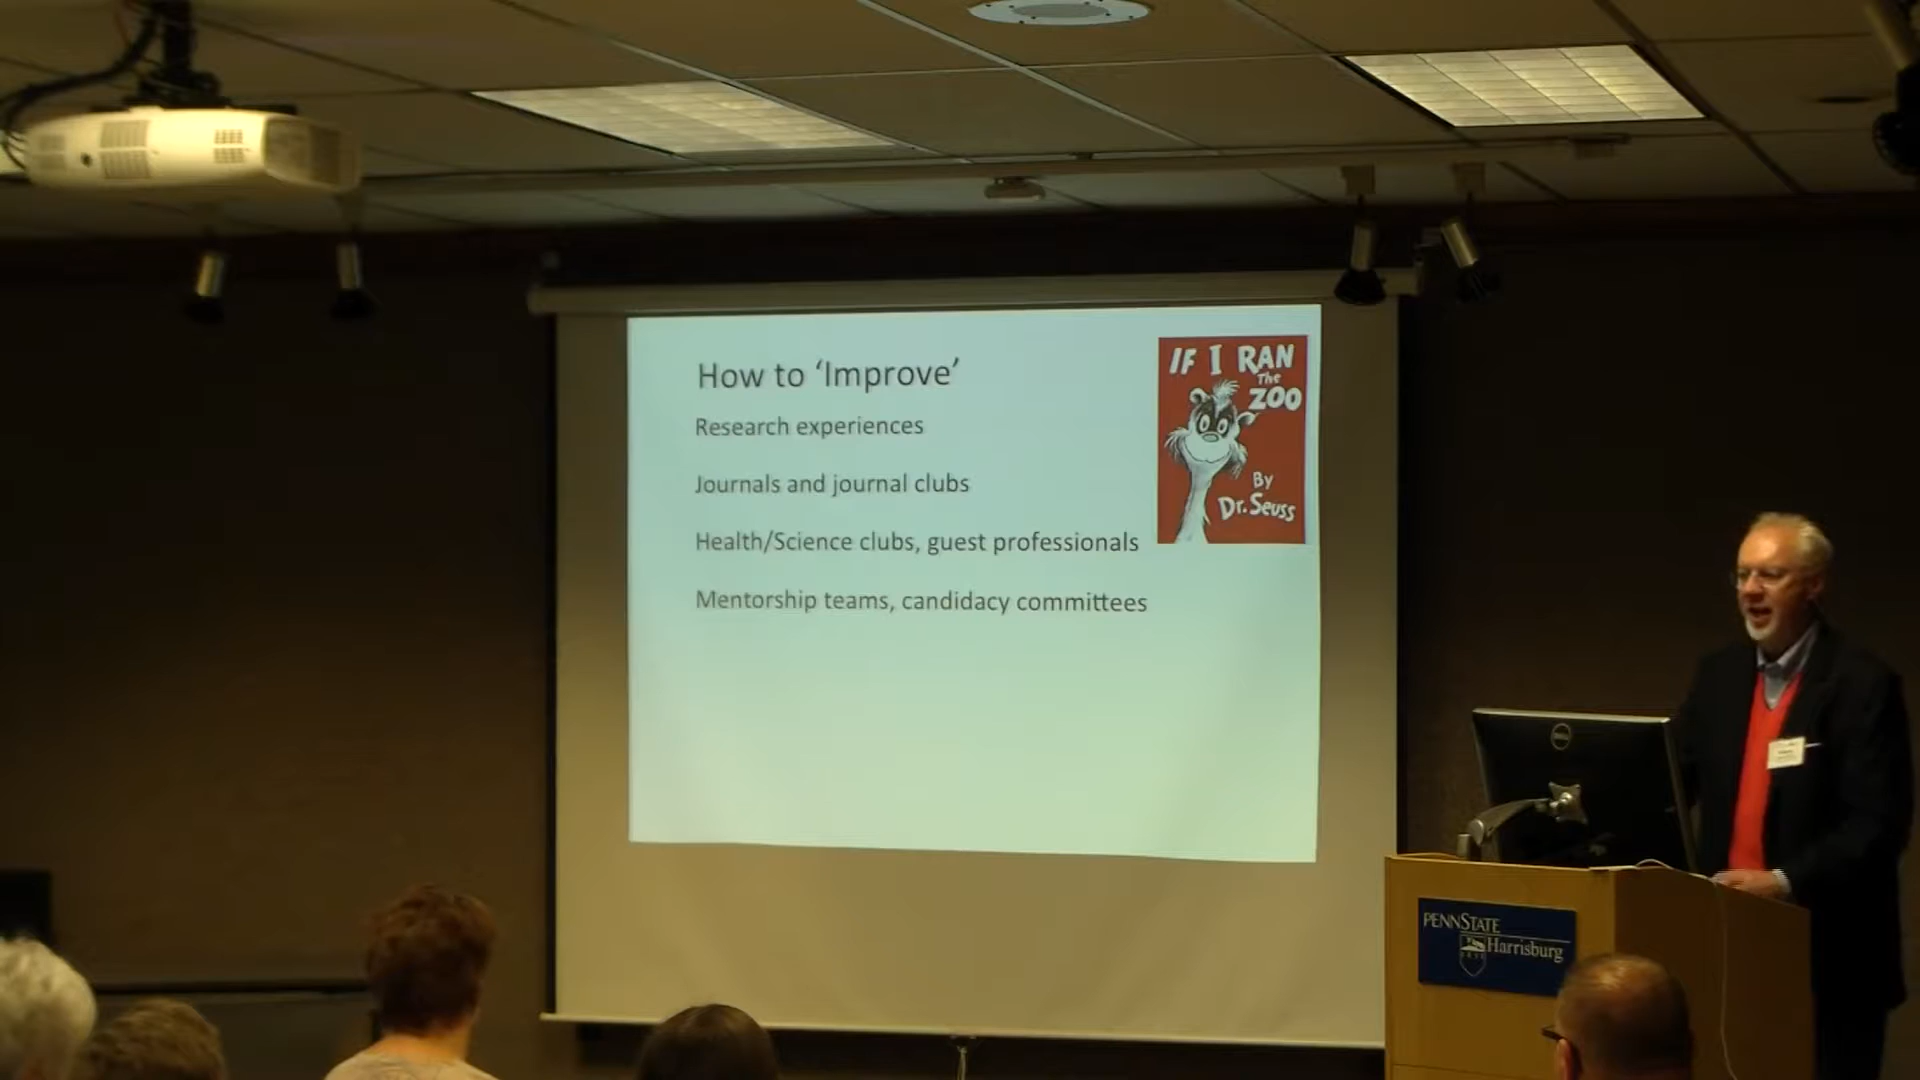 How to ‘Improve’
Research experiences
Journals and journal clubs
Health/Science clubs, guest professionals
Mentorship teams, candidacy committees
IF I RAN
The
ZOO
By
Dr. Seuss
DELL
PENNSTATE
Harrisburg